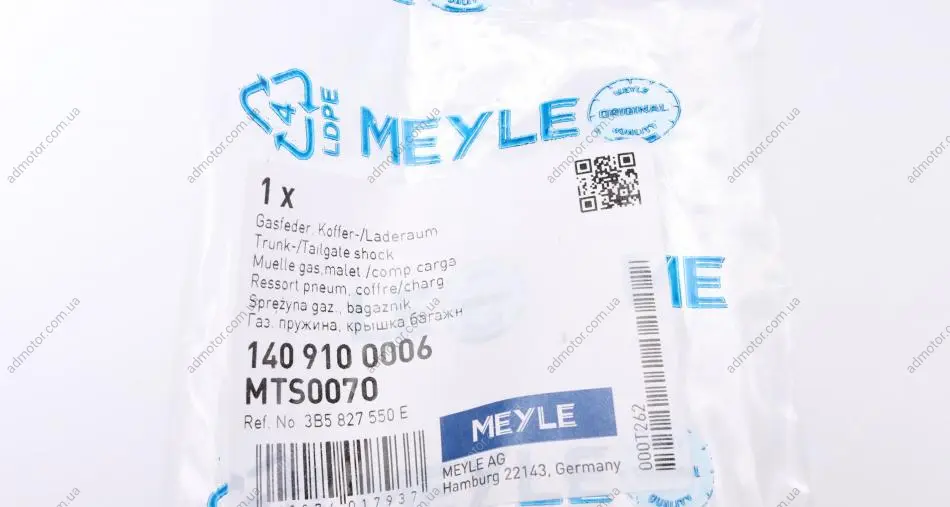 4
LDPE
MEYLE
MEYLE
ORIGINAL
QUALITY
1 x
Gasfeder. Koffer-/Laderaum
Trunk-/Tailgate shock
Muelle gas,malet /comp carga
Ressort pneum, coffre/charg
Sprężyna gaz., bagaznik
Газ. пружина, крышка багажн
140 910 0006
MTS0070
Ref. No 3B5 827 550 E
MEYLE
MEYLE AG
Hamburg 22143, Germany
000T262
017937
admotor.com.ua